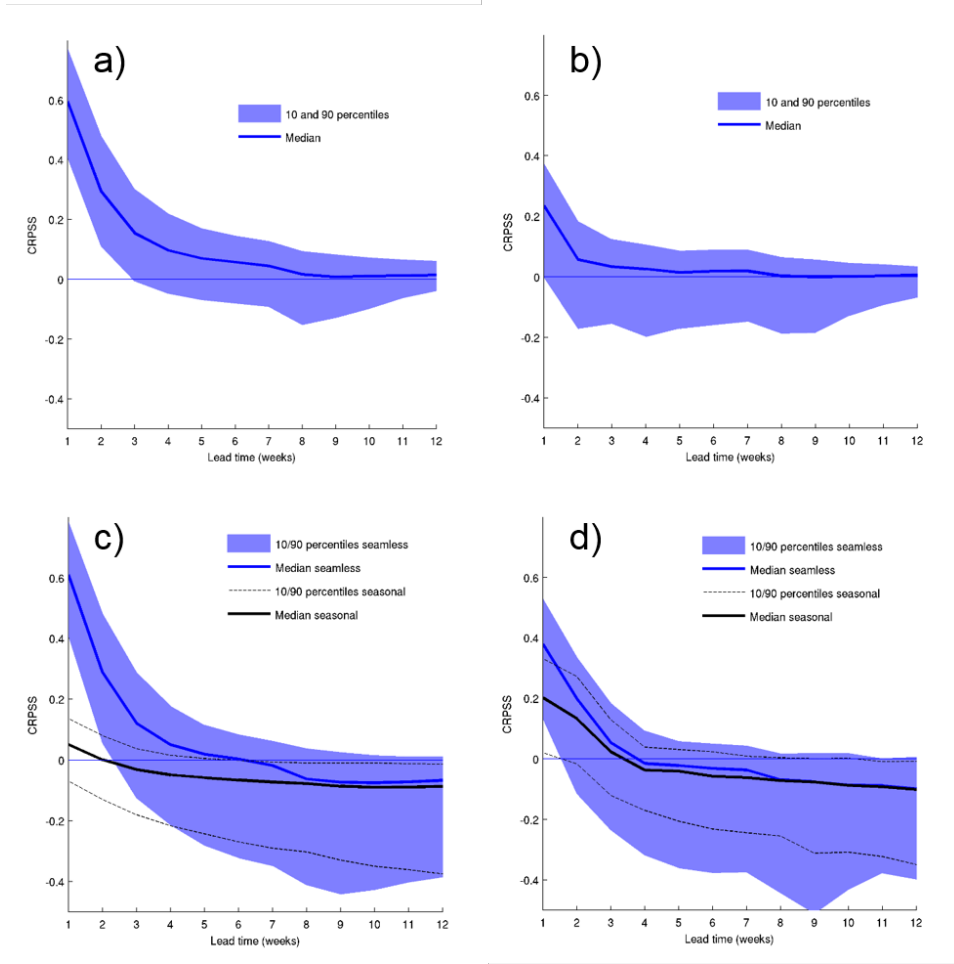 a)
10 and 90 percentiles
Median
0.6
0.4
0.2
0
-0.2
-0.4
CRPSS
1 2 3 4 5 6 7 8 9 10 11 12
Lead time (weeks)
b)
10 and 90 percentiles
Median
0.6
0.4
0.2
0
-0.2
-0.4
CRPSS
1 2 3 4 5 6 7 8 9 10 11 12
Lead time (weeks)
c)
10/90 percentiles seamless
Median seamless
10/90 percentiles seasonal
Median seasonal
0.6
0.4
0.2
0
-0.2
-0.4
CRPSS
1 2 3 4 5 6 7 8 9 10 11 12
Lead time (weeks)
d)
10/90 percentiles seamless
Median seamless
10/90 percentiles seasonal
Median seasonal
0.6
0.4
0.2
0
-0.2
-0.4
CRPSS
1 2 3 4 5 6 7 8 9 10 11 12
Lead time (weeks)